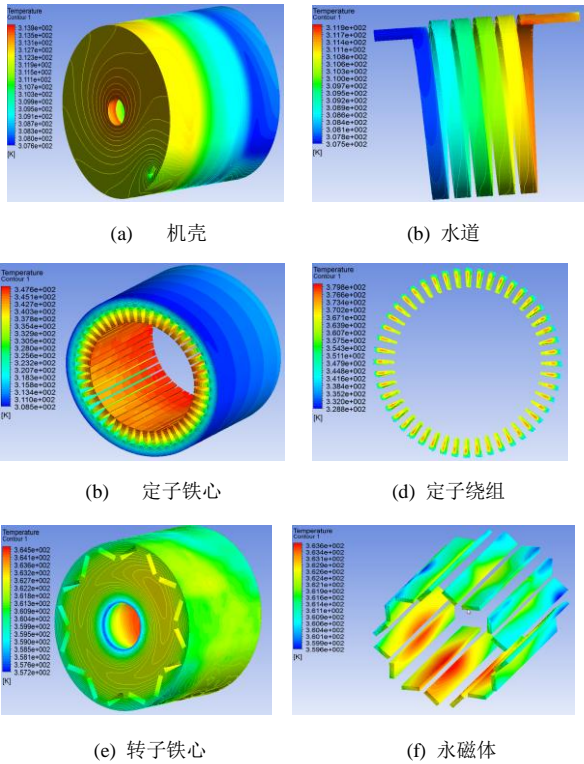 Temperature
Contour 1
3.139e+002
3.135e+002
3.131e+002
3.127e+002
3.123e+002
3.119e+002
3.115e+002
3.111e+002
3.107e+002
3.103e+002
3.099e+002
3.095e+002
3.091e+002
3.087e+002
3.083e+002
3.080e+002
3.076e+002
[K]
Temperature
Contour 1
3.119e+002
3.117e+002
3.114e+002
3.111e+002
3.108e+002
3.106e+002
3.103e+002
3.100e+002
3.097e+002
3.095e+002
3.092e+002
3.089e+002
3.086e+002
3.084e+002
3.081e+002
3.078e+002
3.075e+002
[K]
(a) 机壳
(b) 水道
Temperature
Contour 1
3.476e+002
3.451e+002
3.427e+002
3.403e+002
3.378e+002
3.354e+002
3.329e+002
3.305e+002
3.280e+002
3.256e+002
3.232e+002
3.207e+002
3.183e+002
3.158e+002
3.134e+002
3.110e+002
3.085e+002
[K]
Temperature
Contour 1
3.798e+002
3.766e+002
3.734e+002
3.702e+002
3.671e+002
3.639e+002
3.607e+002
3.575e+002
3.543e+002
3.511e+002
3.479e+002
3.448e+002
3.416e+002
3.384e+002
3.352e+002
3.320e+002
3.288e+002
[K]
(b) 定子铁心
(d) 定子绕组
Temperature
Contour 1
3.645e+002
3.641e+002
3.636e+002
3.632e+002
3.627e+002
3.622e+002
3.618e+002
3.613e+002
3.609e+002
3.604e+002
3.599e+002
3.595e+002
3.590e+002
3.585e+002
3.581e+002
3.576e+002
3.572e+002
[K]
Temperature
Contour 1
3.636e+002
3.634e+002
3.631e+002
3.629e+002
3.626e+002
3.624e+002
3.621e+002
3.619e+002
3.616e+002
3.614e+002
3.611e+002
3.609e+002
3.606e+002
3.604e+002
3.601e+002
3.599e+002
3.596e+002
[K]
(e) 转子铁心
(f) 永磁体